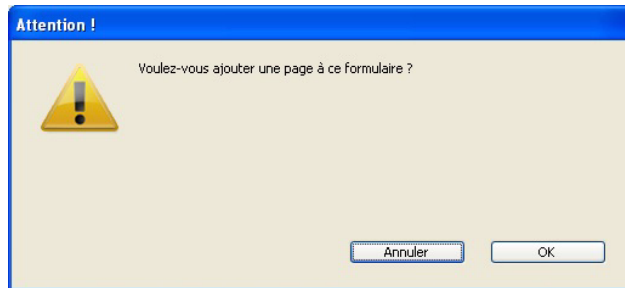 Attention !
Voulez-vous ajouter une page à ce formulaire ?
Annuler
OK